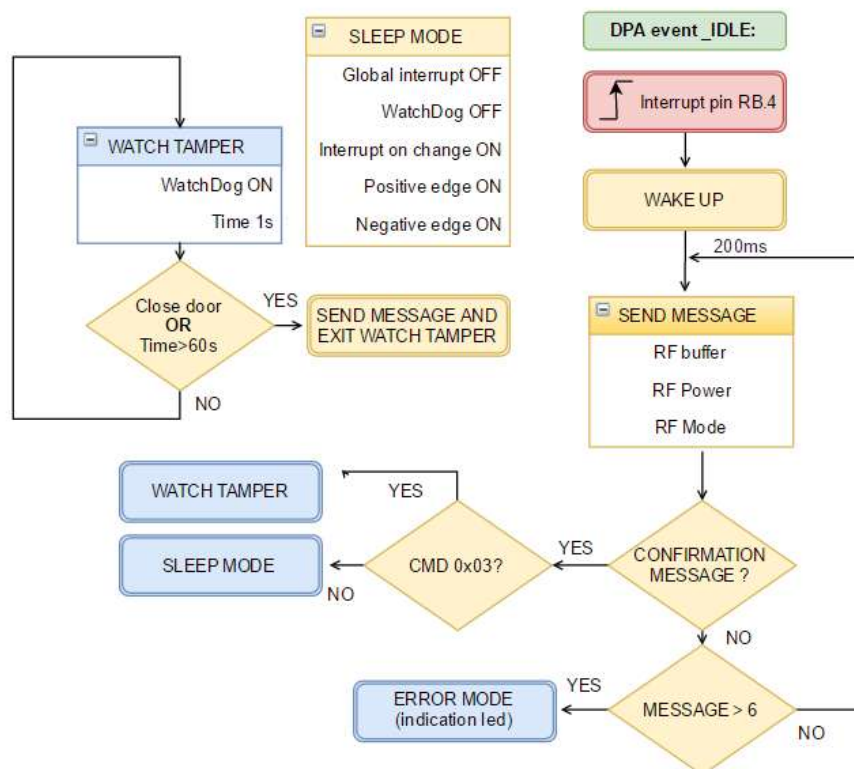 SLEEP MODE
Global interrupt OFF
WatchDog OFF
Interrupt on change ON
Positive edge ON
Negative edge ON
DPA event _IDLE:
Interrupt pin RB.4
WAKE UP
200ms
WATCH TAMPER
WatchDog ON
Time 1s
Close door
OR
Time>60s
YES
NO
SEND MESSAGE AND
EXIT WATCH TAMPER
SEND MESSAGE
RF buffer
RF Power
RF Mode
CONFIRMATION
MESSAGE ?
YES
NO
CMD 0x03?
YES
NO
WATCH TAMPER
SLEEP MODE
MESSAGE > 6
YES
NO
ERROR MODE
(indication led)